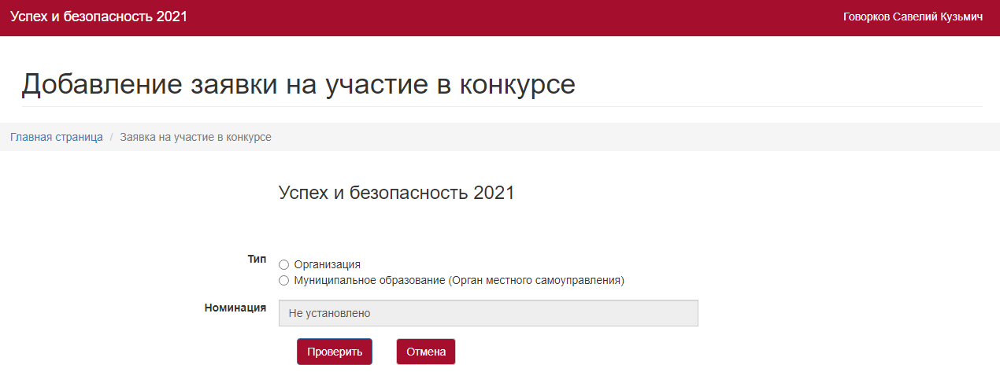 Успех и безопасность 2021
Говорков Савелий Кузьмич
Добавление заявки на участие в конкурсе
Главная страница / Заявка на участие в конкурсе
Успех и безопасность 2021
Тип
Организация
Муниципальное образование (Орган местного самоуправления)
Номинация
Не установлено
Проверить
Отмена